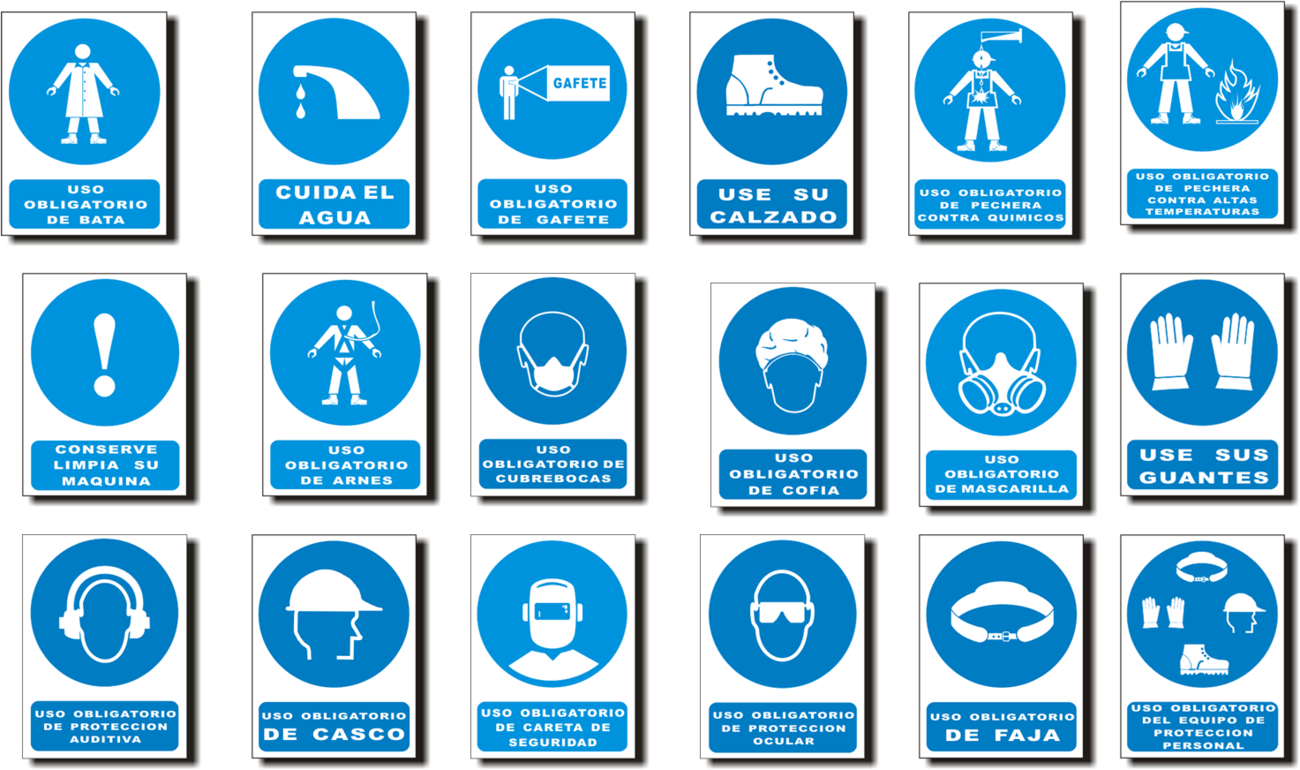 USO
OBLIGATORIO
DE BATA
CUIDA EL
AGUA
GAFETE
USO
OBLIGATORIO
DE GAFETE
USE SU
CALZADO
USO OBLIGATORIO
DE PECHERA
CONTRA QUIMICOS
USO OBLIGATORIO
DE PECHERA
CONTRA ALTAS
TEMPERATURAS
CONSERVE
LIMPIA SU
MAQUINA
USO
OBLIGATORIO
DE ARNES
USO
OBLIGATORIO DE
CUBREBOCAS
USO
OBLIGATORIO
DE COFIA
USO
OBLIGATORIO
DE MASCARILLA
USE SUS
GUANTES
USO OBLIGATORIO
DE PROTECCION
AUDITIVA
USO OBLIGATORIO
DE CASCO
USO OBLIGATORIO
DE CARETA DE
SEGURIDAD
USO OBLIGATORIO
DE PROTECCION
OCULAR
USO OBLIGATORIO
DE FAJA
USO OBLIGATORIO
DEL EQUIPO DE
PROTECCION
PERSONAL